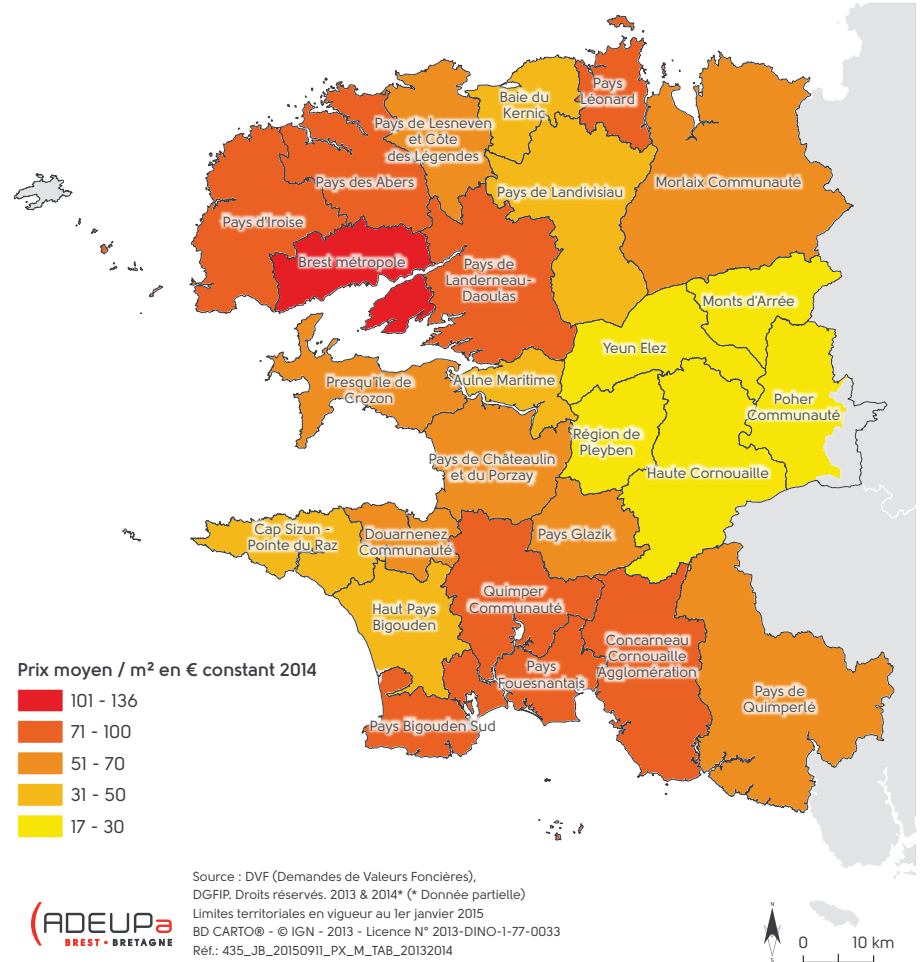 Pays
Léonard
Baie du
Kernic
Pays de Lesneven
et Côte
des Légendes
Pays des Abers
Pays de Landivisiau
Morlaix Communauté
Pays d'Iroise
Brest métropole
Pays de
Landerneau-
Daoulas
Monts d'Arrée
Yeun Elez
Presqu'île de
Crozon
Aulne Maritime
Poher
Communauté
Région de
Pleyben
Pays de Châteaulin
et du Porzay
Haute Cornouaille
Cap Sizun -
Pointe du Raz
Douarnenez
Communauté
Pays Glazik
Haut Pays
Bigouden
Quimper
Communauté
Concarneau
Cornouaille
Agglomération
Pays
Fouesnantais
Pays de
Quimperlé
Pays Bigouden Sud
Prix moyen / m² en € constant 2014
101 - 136
71 - 100
51 - 70
31 - 50
17 - 30
Source : DVF (Demandes de Valeurs Foncières),
DGFIP. Droits réservés. 2013 & 2014* (* Donnée partielle)
Limites territoriales en vigueur au 1er janvier 2015
BD CARTO® - © IGN - 2013 - Licence N° 2013-DINO-1-77-0033
Réf.: 435_JB_20150911_PX_M_TAB_20132014
ADEUPa
BREST • BRETAGNE
N
S
0 10 km